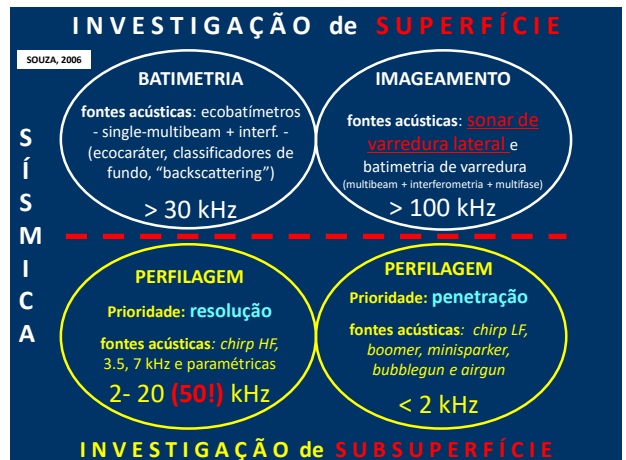 INVESTIGAÇÃO de SUPERFÍCIE
SOUZA, 2006
SÍSMICA
BATIMETRIA
fontes acústicas: ecobatímetros
- single-multibeam + interf. -
(ecocaráter, classificadores de
fundo, “backscattering”)
> 30 kHz
IMAGEAMENTO
fontes acústicas: sonar de
varredura lateral e
batimetria de varredura
(multibeam + interferometria + multifase)
> 100 kHz
PERFILAGEM
Prioridade: resolução
fontes acústicas: chirp HF,
3.5, 7 kHz e paramétricas
2- 20 (50!) kHz
PERFILAGEM
Prioridade: penetração
fontes acústicas: chirp LF,
boomer, minisparker,
bubblegun e airgun
< 2 kHz
INVESTIGAÇÃO de SUBSUPERFÍCIE